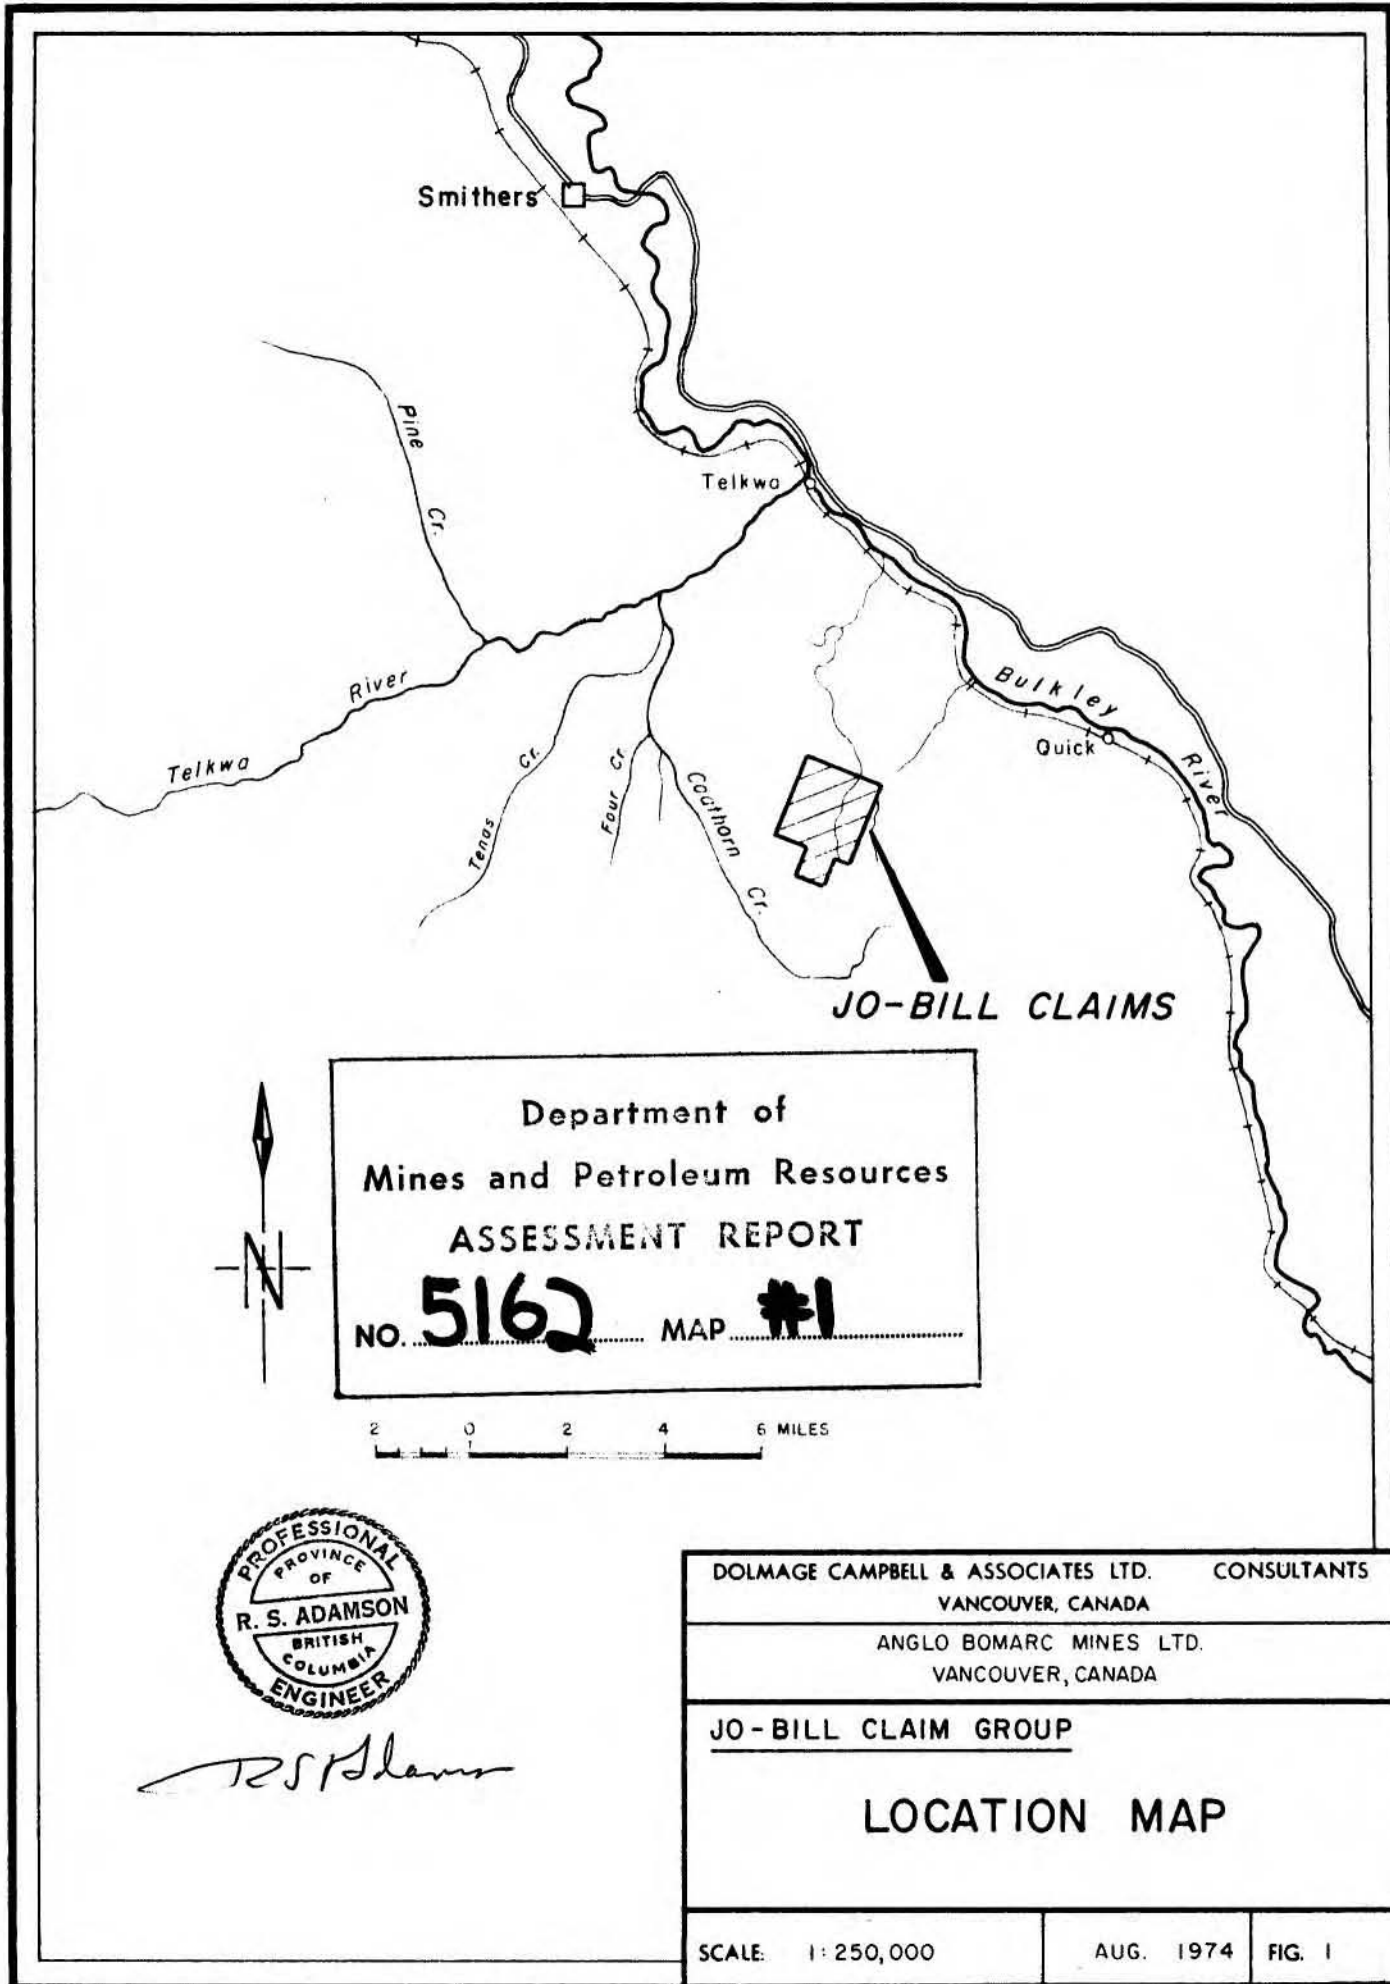 Smithers
Pine
Cr.
Telkwa
River
Telkwa
Bulkley
River
Quick
Tenas
Cr.
Four
Cr.
Coathorn
Cr.
JO-BILL CLAIMS
Department of
Mines and Petroleum Resources
ASSESSMENT REPORT
NO. 5162 MAP #1
N
2 0 2 4 6 MILES
PROFESSIONAL
PROVINCE
OF
R. S. ADAMSON
BRITISH
COLUMBIA
ENGINEER
DOLMAGE CAMPBELL & ASSOCIATES LTD. CONSULTANTS
VANCOUVER, CANADA
ANGLO BOMARC MINES LTD.
VANCOUVER, CANADA
JO-BILL CLAIM GROUP
LOCATION MAP
SCALE: 1:250,000 AUG. 1974 FIG. 1